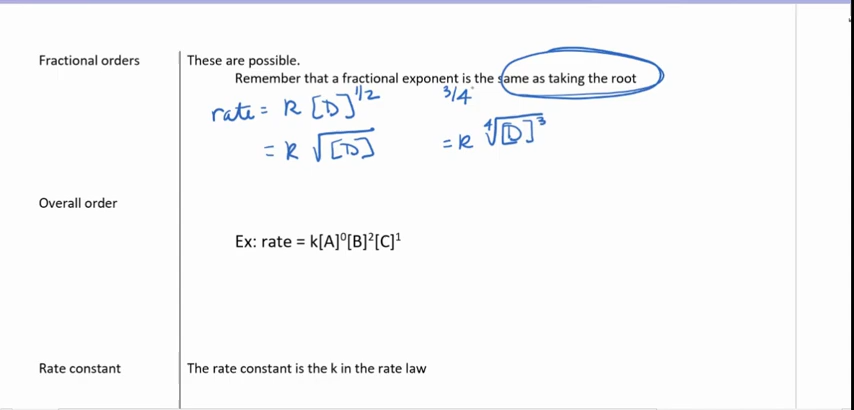 Fractional orders
These are possible.
Remember that a fractional exponent is the same as taking the root
rate = k [D]^1/2
3/4
= k √[D]
= k ∜[D]³
Overall order
Ex: rate = k[A]⁰[B]²[C]¹
Rate constant
The rate constant is the k in the rate law